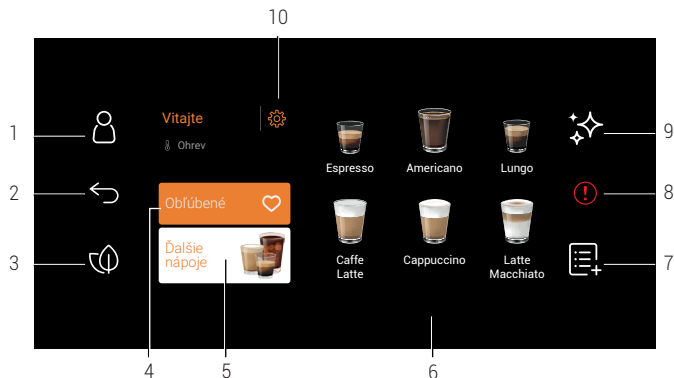 10
Vitajte
Ohrev
1
9
Espresso
Americano
Lungo
2
8
Obľúbené
Ďalšie
nápoje
3
7
Caffe
Latte
Cappuccino
Latte
Macchiato
4
5
6